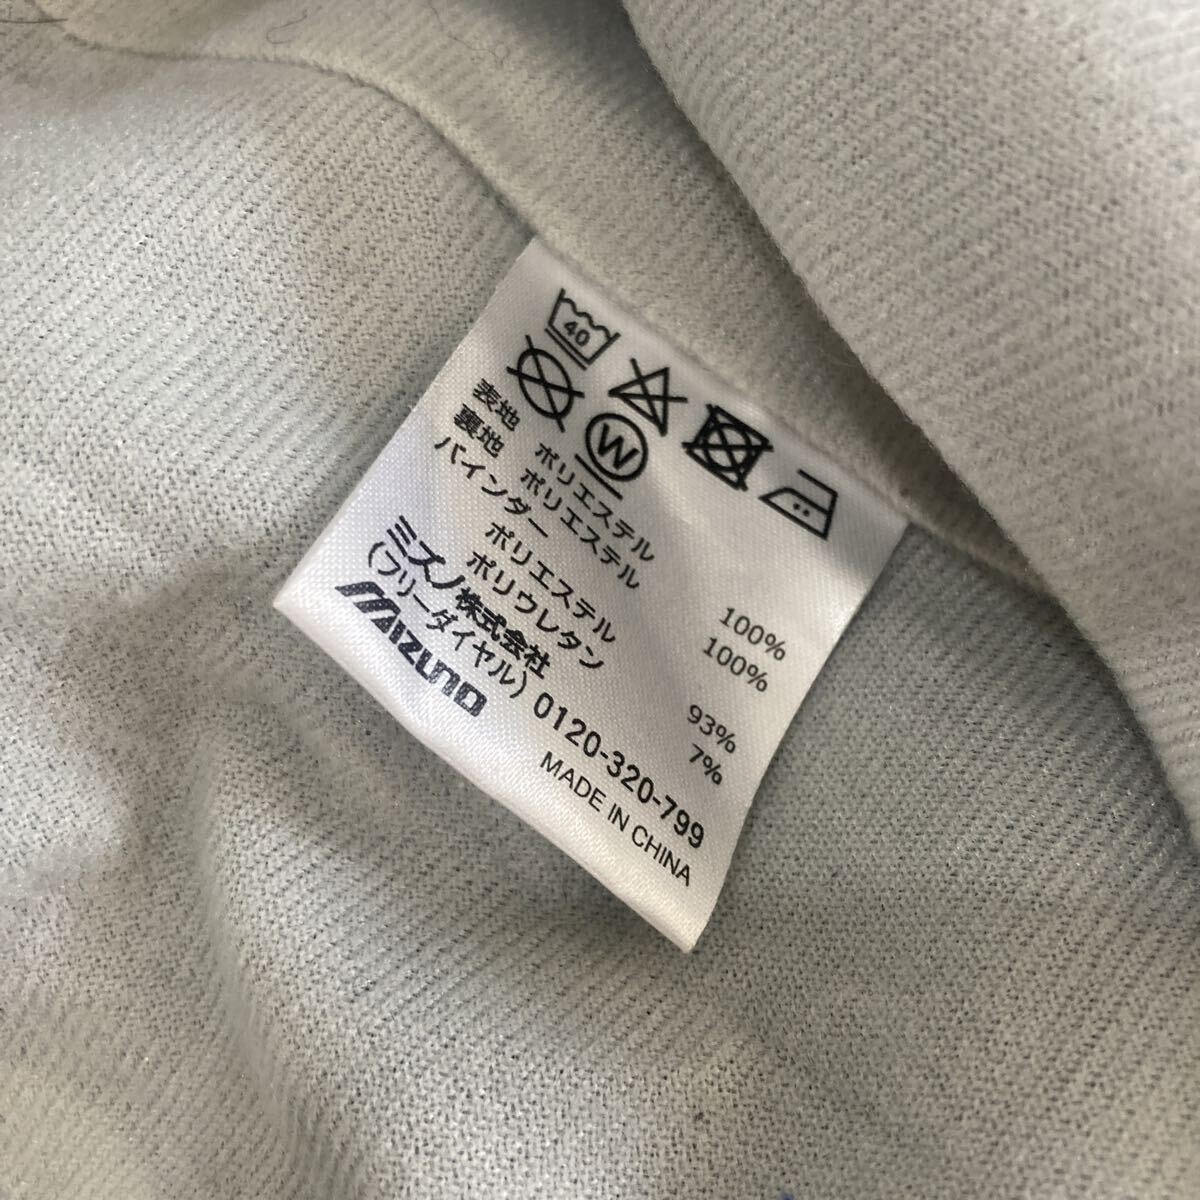 40
W
表地 ポリエステル 100%
裏地 ポリエステル 100%
バインダー
ポリエステル 93%
ポリウレタン 7%
ミズノ株式会社
(フリーダイヤル) 0120-320-799
MIZUNO
MADE IN CHINA